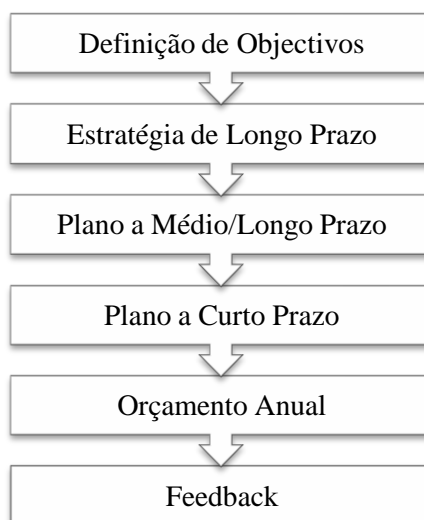 Definição de Objectivos
Estratégia de Longo Prazo
Plano a Médio/Longo Prazo
Plano a Curto Prazo
Orçamento Anual
Feedback